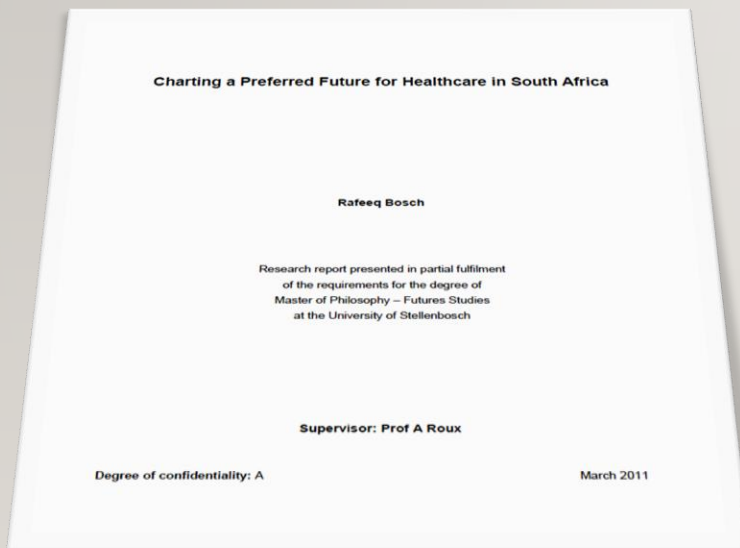 Charting a Preferred Future for Healthcare in South Africa
Rafeeq Bosch
Research report presented in partial fulfilment
of the requirements for the degree of
Master of Philosophy – Futures Studies
at the University of Stellenbosch
Supervisor: Prof A Roux
Degree of confidentiality: A March 2011